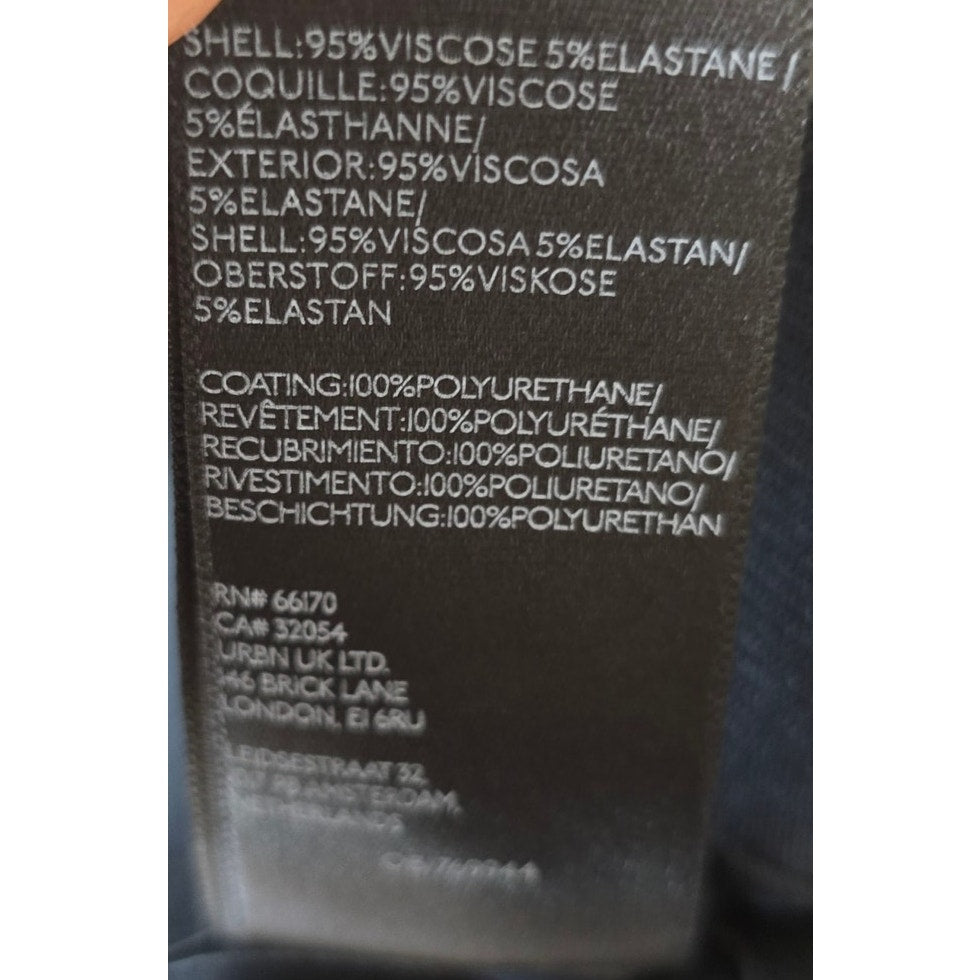 SHELL:95%VISCOSE 5%ELASTANE/
COQUILLE:95%VISCOSE
5%ÉLASTHANNE/
EXTERIOR:95%VISCOSA
5%ELASTANE/
SHELL:95%VISCOSA 5%ELASTAN/
OBERSTOFF:95%VISKOSE
5%ELASTAN
COATING:100%POLYURETHANE/
REVÊTEMENT:100%POLYURÉTHANE/
RECUBRIMIENTO:100%POLIURETANO/
RIVESTIMENTO:100%POLIURETANO/
BESCHICHTUNG:100%POLYURETHAN
RN# 66170
CA# 32054
URBN UK LTD.
146 BRICK LANE
LONDON, E1 6RU
LEIDSESTRAAT 32,
AMSTERDAM,
NETHERLANDS